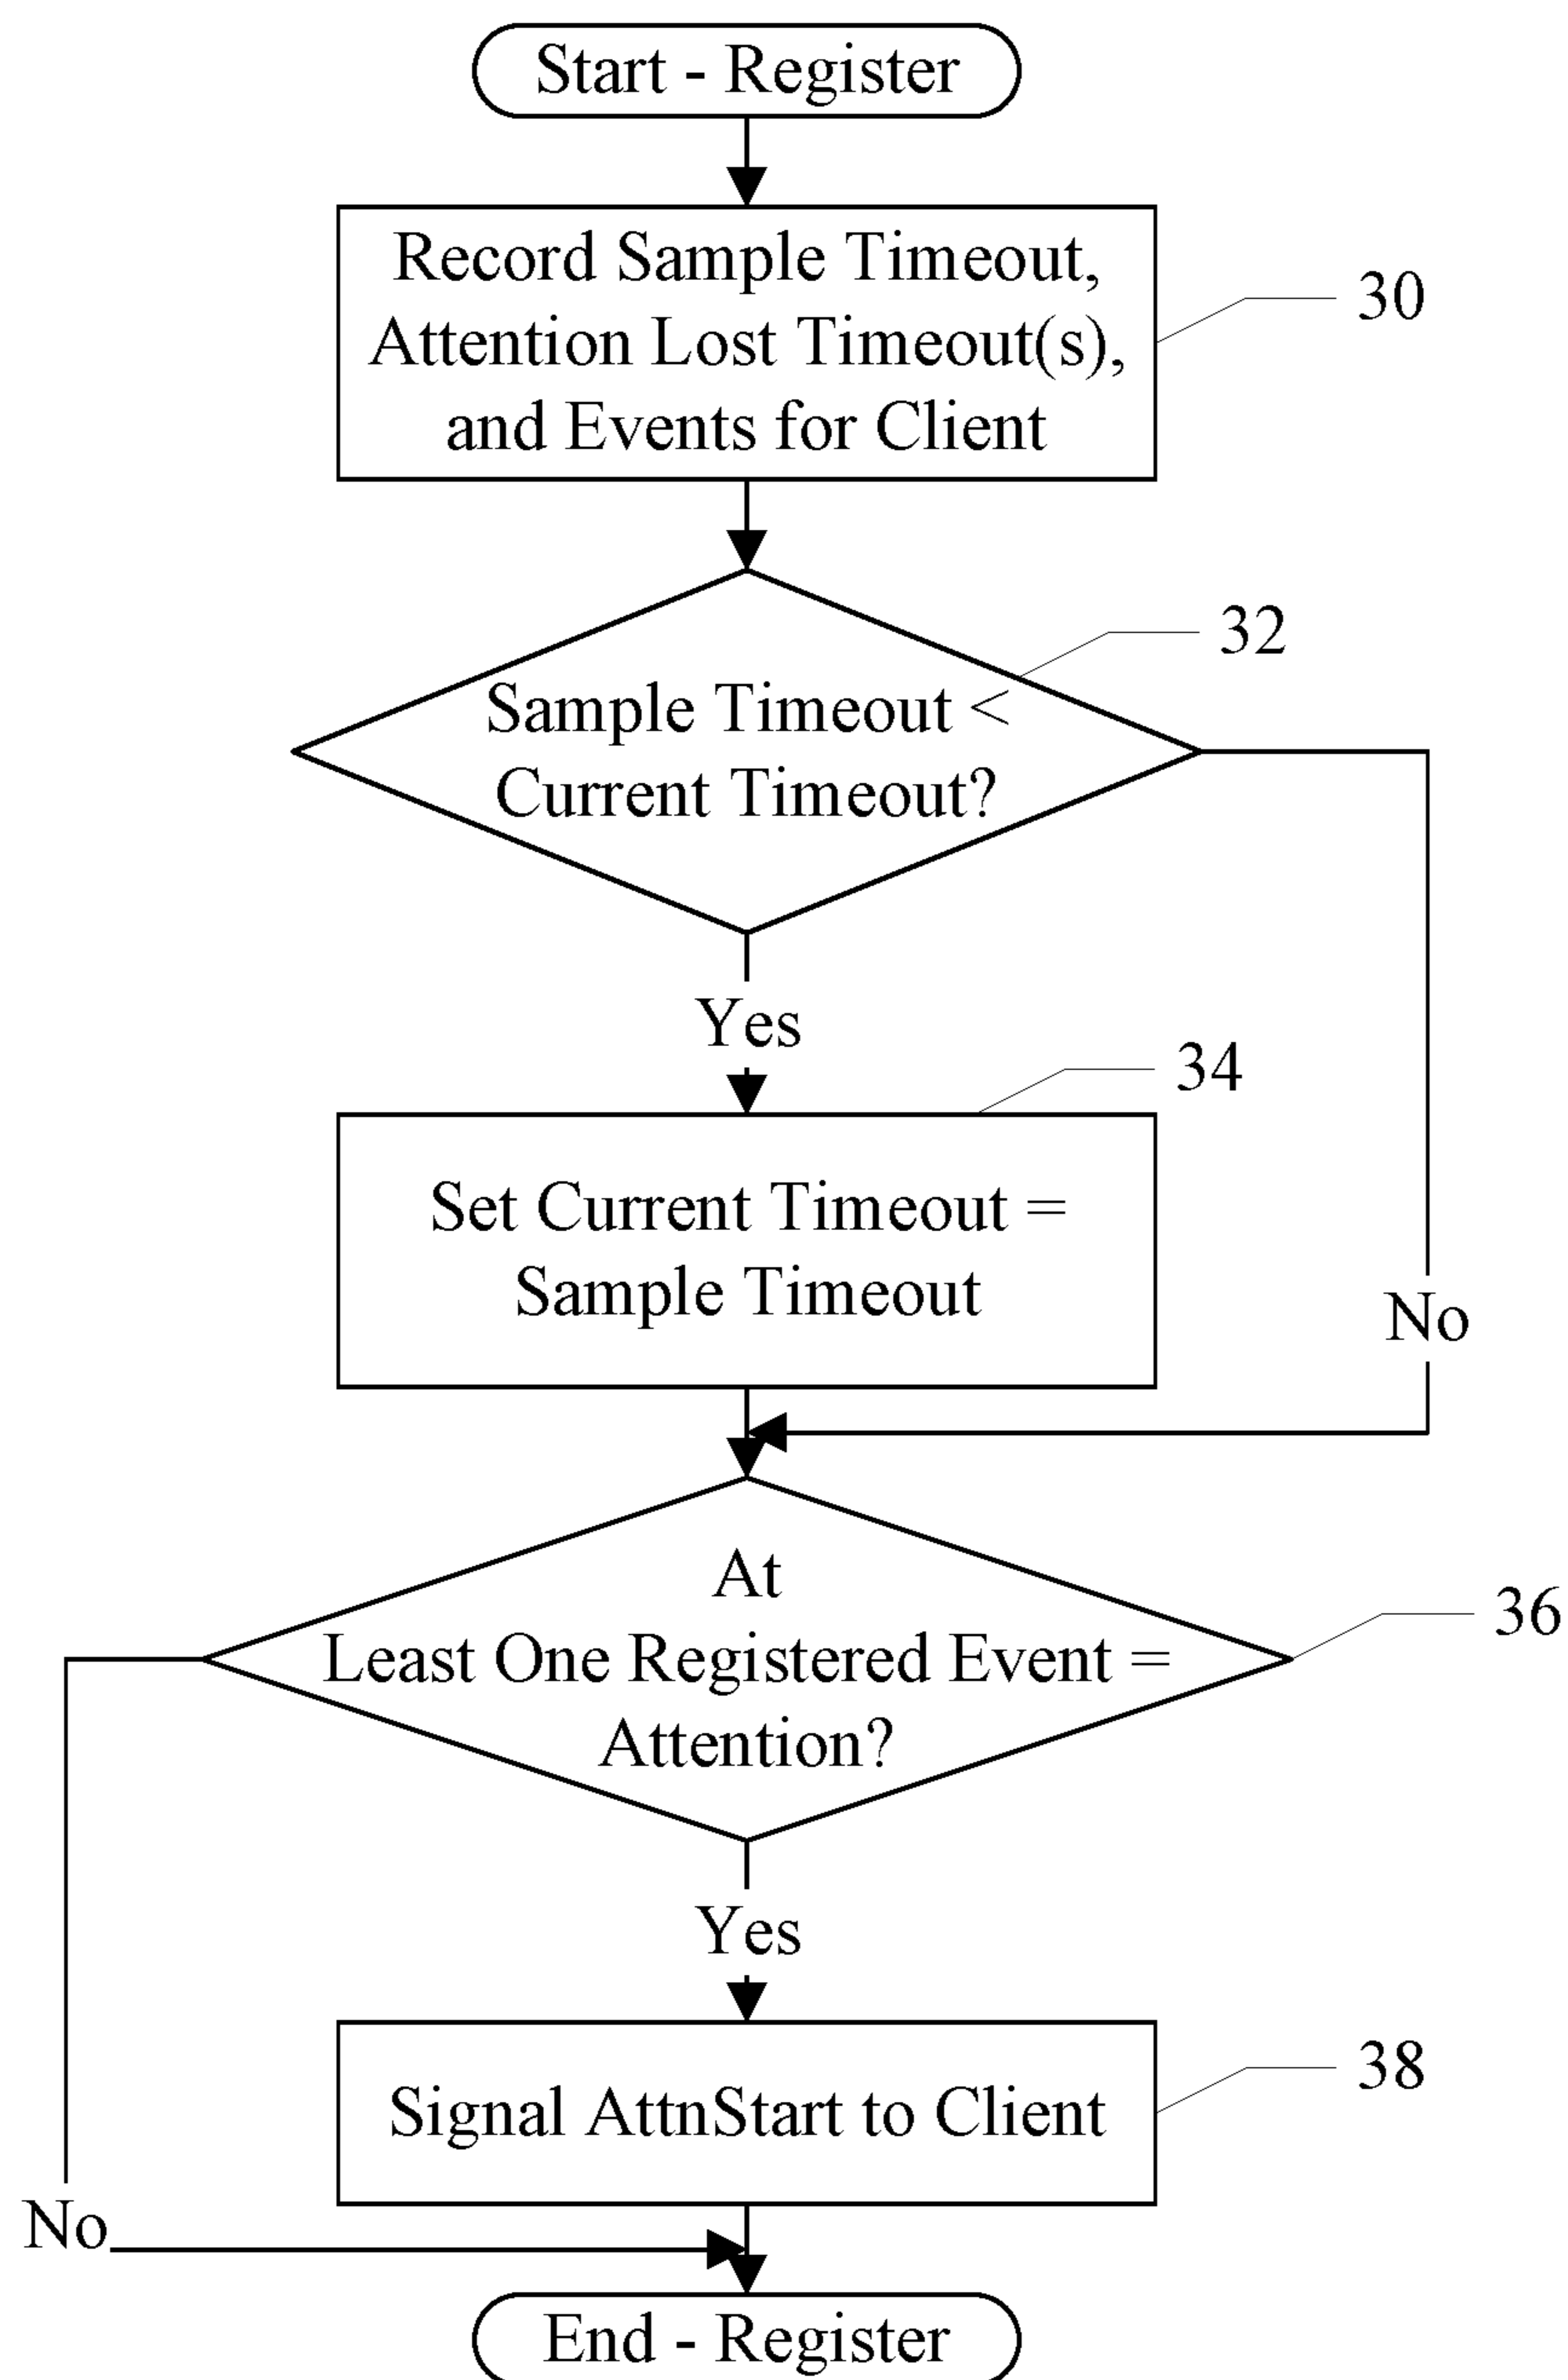 Start - Register
Record Sample Timeout,
Attention Lost Timeout(s),
and Events for Client
30
32
Sample Timeout <
Current Timeout?
Yes
34
Set Current Timeout =
Sample Timeout
No
At
Least One Registered Event =
Attention?
36
Yes
38
Signal AttnStart to Client
No
End - Register